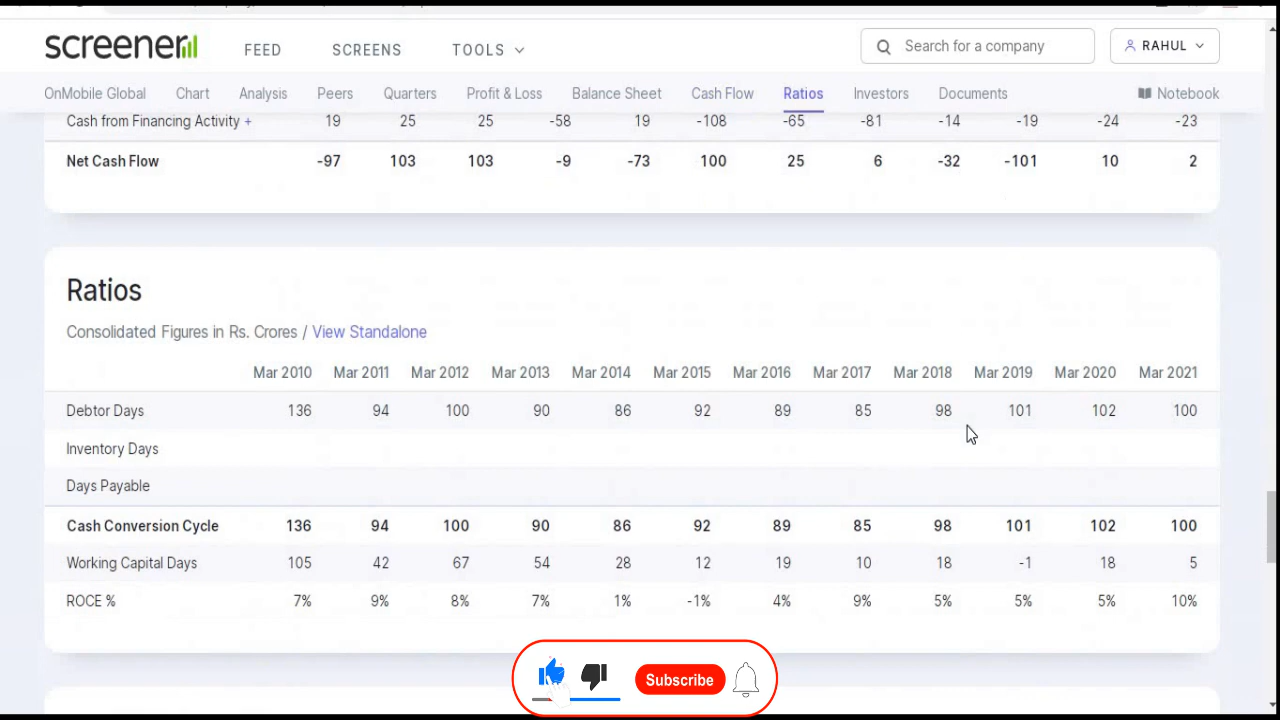 screener
FEED SCREENS TOOLS
Search for a company
RAHUL
OnMobile Global Chart Analysis Peers Quarters Profit & Loss Balance Sheet Cash Flow Ratios Investors Documents Notebook
Cash from Financing Activity + 19 25 25 -58 19 -108 -65 -81 -14 -19 -24 -23
Net Cash Flow -97 103 103 -9 -73 100 25 6 -32 -101 10 2
Ratios
Consolidated Figures in Rs. Crores / View Standalone
Mar 2010 Mar 2011 Mar 2012 Mar 2013 Mar 2014 Mar 2015 Mar 2016 Mar 2017 Mar 2018 Mar 2019 Mar 2020 Mar 2021
Debtor Days 136 94 100 90 86 92 89 85 98 101 102 100
Inventory Days
Days Payable
Cash Conversion Cycle 136 94 100 90 86 92 89 85 98 101 102 100
Working Capital Days 105 42 67 54 28 12 19 10 18 -1 18 5
ROCE % 7% 9% 8% 7% 1% -1% 4% 9% 5% 5% 5% 10%
Subscribe